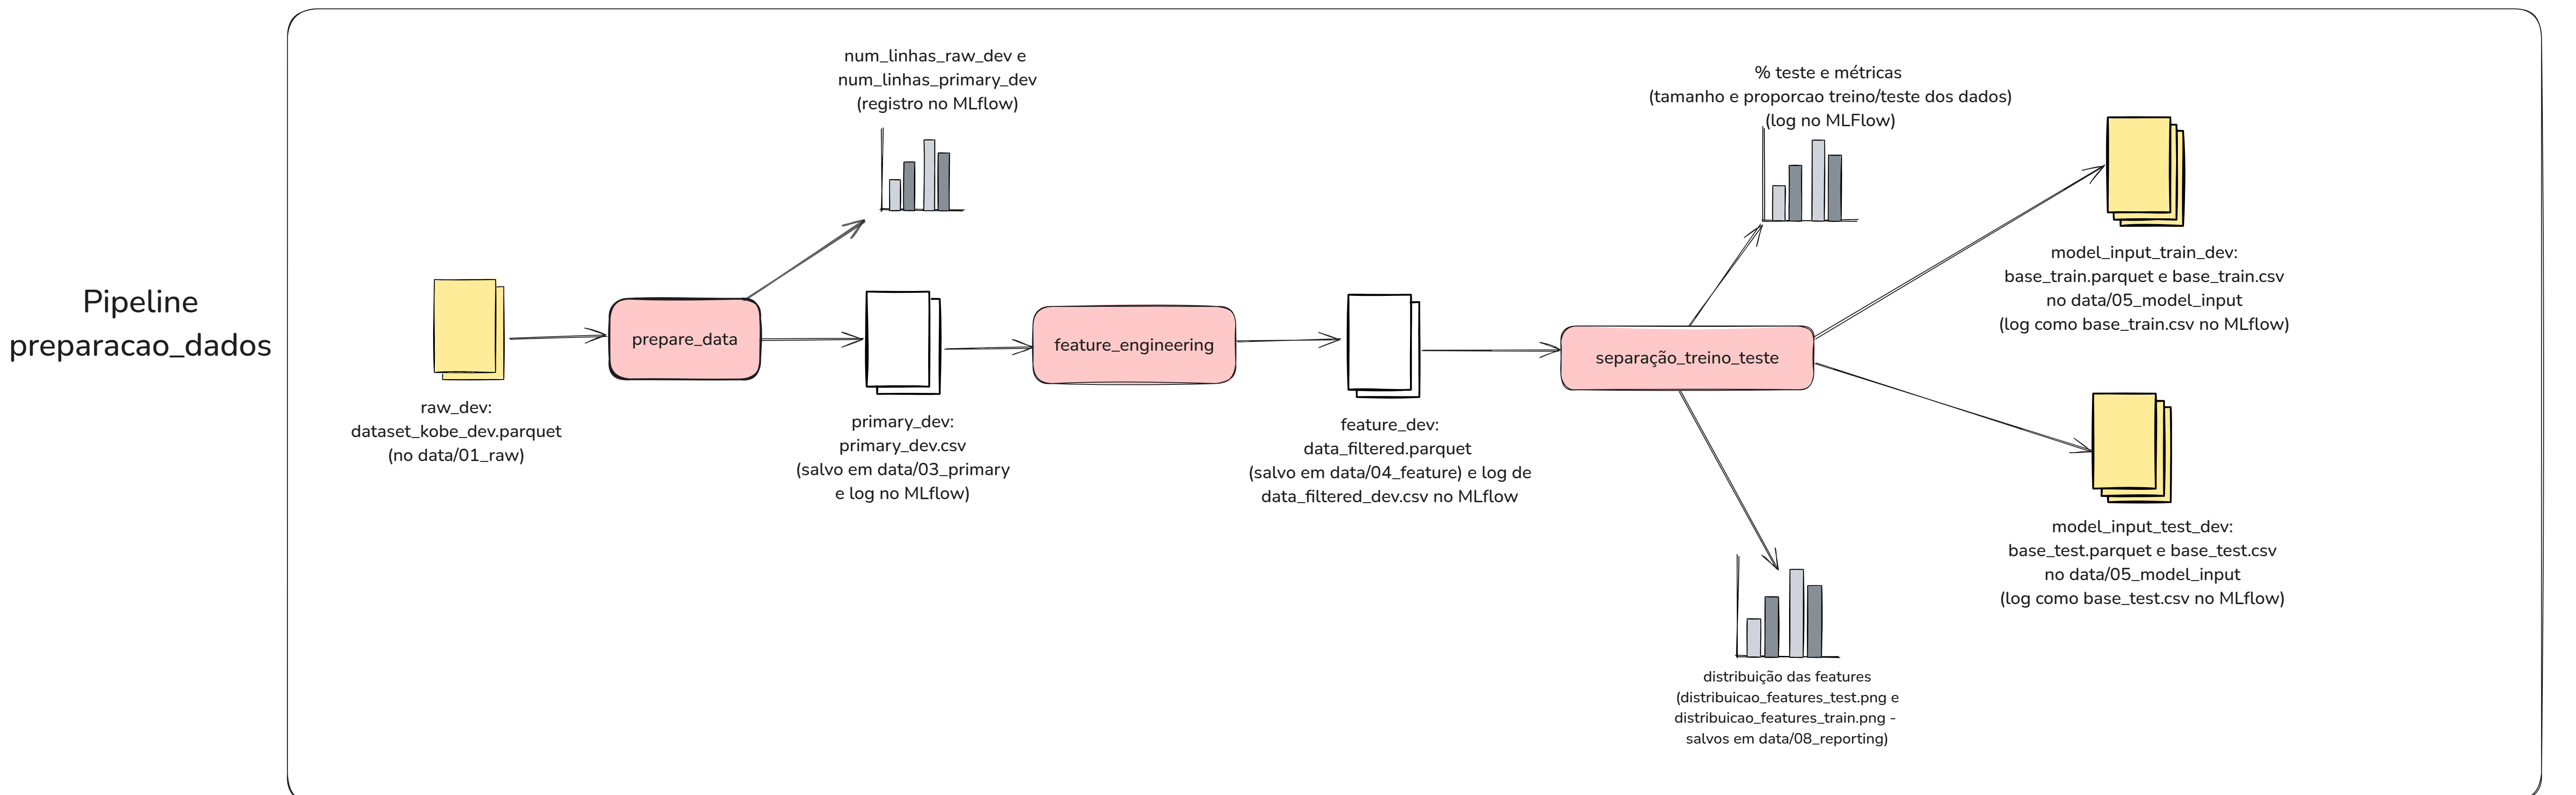 Pipeline
preparacao_dados
num_linhas_raw_dev e
num_linhas_primary_dev
(registro no MLflow)
% teste e métricas
(tamanho e proporcao treino/teste dos dados)
(log no MLFlow)
raw_dev:
dataset_kobe_dev.parquet
(no data/01_raw)
prepare_data
primary_dev:
primary_dev.csv
(salvo em data/03_primary
e log no MLflow)
feature_engineering
feature_dev:
data_filtered.parquet
(salvo em data/04_feature) e log de
data_filtered_dev.csv no MLflow
separação_treino_teste
model_input_train_dev:
base_train.parquet e base_train.csv
no data/05_model_input
(log como base_train.csv no MLflow)
model_input_test_dev:
base_test.parquet e base_test.csv
no data/05_model_input
(log como base_test.csv no MLflow)
distribuição das features
(distribuicao_features_test.png e
distribuicao_features_train.png -
salvos em data/08_reporting)